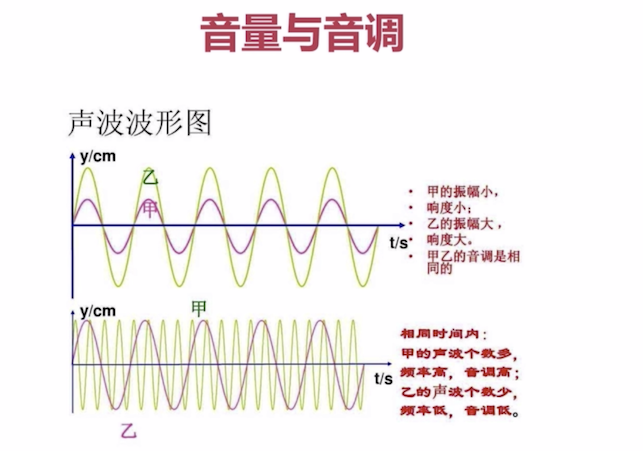 音量与音调
声波波形图
y/cm
乙
甲
t/s
• 甲的振幅小，
• 响度小；
• 乙的振幅大，
• 响度大。
• 甲乙的音调是相
同的
y/cm
甲
t/s
乙
相同时间内：
甲的声波个数多，
频率高，音调高；
乙的声波个数少，
频率低，音调低。